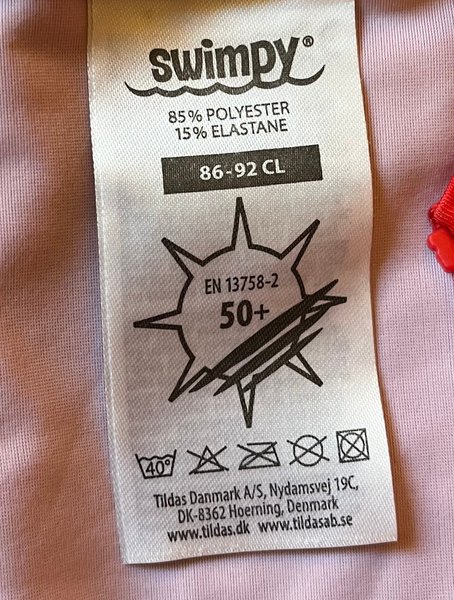 swimpy®
85% POLYESTER
15% ELASTANE
86-92 CL
EN 13758-2
50+
40°
Tildas Danmark A/S, Nydamsvej 19C,
DK-8362 Hoerning, Denmark
www.tildas.dk www.tildasab.se